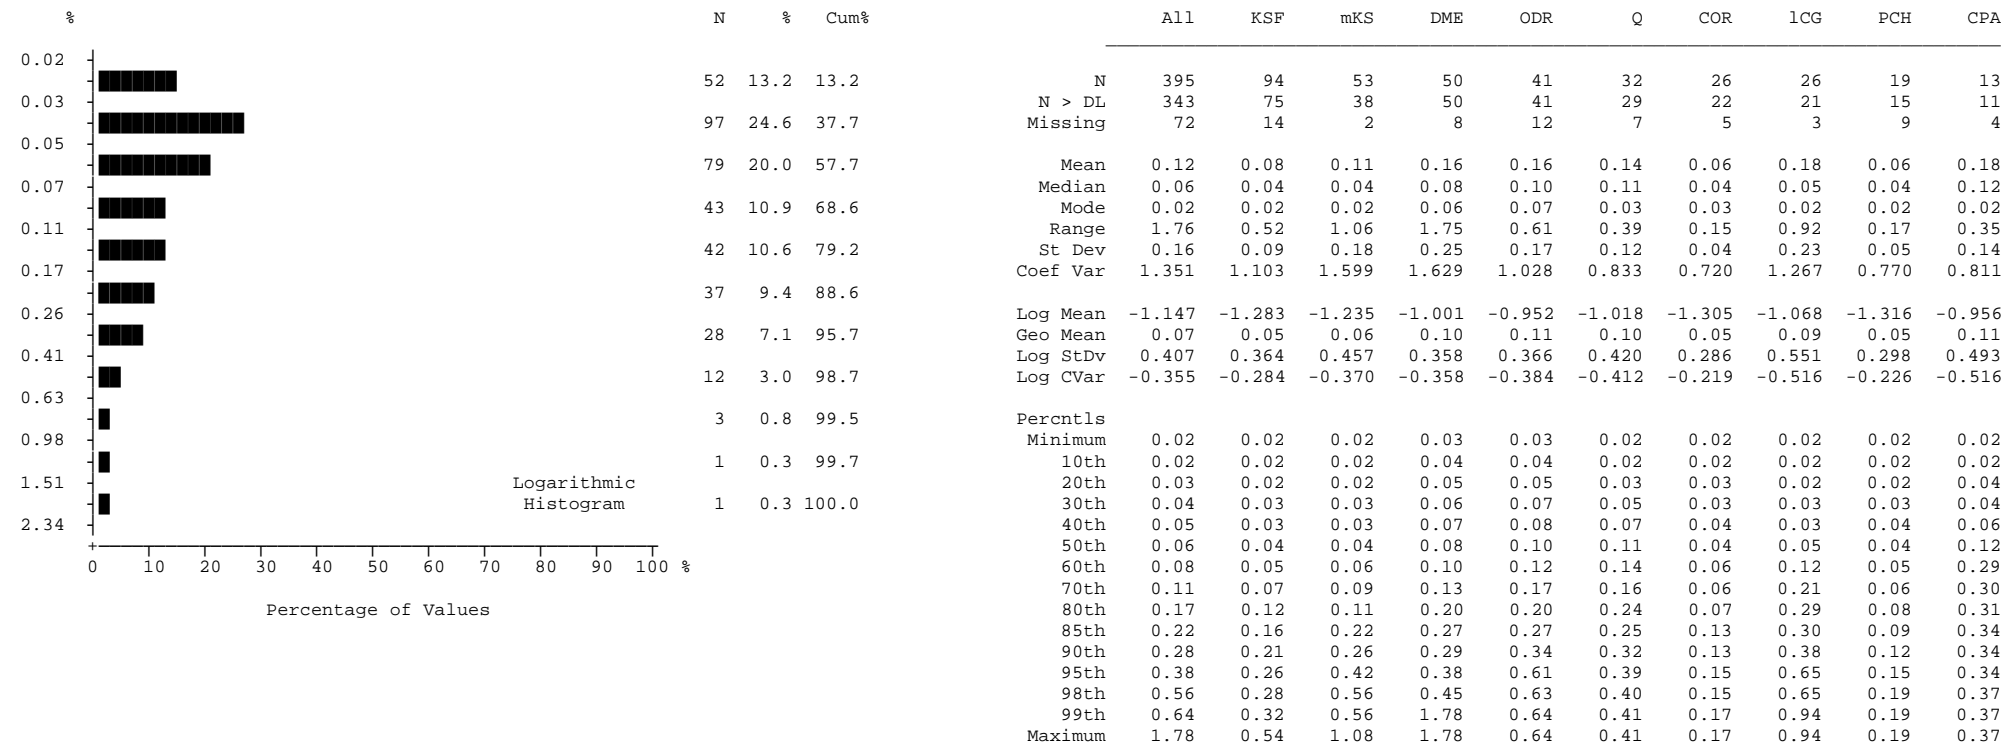 % N % Cum% All KSF mKS DME ODR Q COR lCG PCH CPA
0.02
52 13.2 13.2 N 395 94 53 50 41 32 26 26 19 13
0.03 N > DL 343 75 38 50 41 29 22 21 15 11
97 24.6 37.7 Missing 72 14 2 8 12 7 5 3 9 4
0.05
79 20.0 57.7 Mean 0.12 0.08 0.11 0.16 0.16 0.14 0.06 0.18 0.06 0.18
0.07 Median 0.06 0.04 0.04 0.08 0.10 0.11 0.04 0.05 0.04 0.12
43 10.9 68.6 Mode 0.02 0.02 0.02 0.06 0.07 0.03 0.03 0.02 0.02 0.02
0.11 Range 1.76 0.52 1.06 1.75 0.61 0.39 0.15 0.92 0.17 0.35
42 10.6 79.2 St Dev 0.16 0.09 0.18 0.25 0.17 0.12 0.04 0.23 0.05 0.14
0.17 Coef Var 1.351 1.103 1.599 1.629 1.028 0.833 0.720 1.267 0.770 0.811
37 9.4 88.6
0.26 Log Mean -1.147 -1.283 -1.235 -1.001 -0.952 -1.018 -1.305 -1.068 -1.316 -0.956
28 7.1 95.7 Geo Mean 0.07 0.05 0.06 0.10 0.11 0.10 0.05 0.09 0.05 0.11
0.41 Log StDv 0.407 0.364 0.457 0.358 0.366 0.420 0.286 0.551 0.298 0.493
12 3.0 98.7 Log CVar -0.355 -0.284 -0.370 -0.358 -0.384 -0.412 -0.219 -0.516 -0.226 -0.516
0.63
3 0.8 99.5 Percntls
0.98 Minimum 0.02 0.02 0.02 0.03 0.03 0.02 0.02 0.02 0.02 0.02
1 0.3 99.7 10th 0.02 0.02 0.02 0.04 0.04 0.02 0.02 0.02 0.02 0.02
1.51 Logarithmic 20th 0.03 0.02 0.02 0.05 0.05 0.03 0.03 0.02 0.02 0.04
Histogram 1 0.3 100.0 30th 0.04 0.03 0.03 0.06 0.07 0.05 0.03 0.03 0.03 0.04
2.34 40th 0.05 0.03 0.03 0.07 0.08 0.07 0.04 0.03 0.04 0.06
50th 0.06 0.04 0.04 0.08 0.10 0.11 0.04 0.05 0.04 0.12
0 10 20 30 40 50 60 70 80 90 100 % 60th 0.08 0.05 0.06 0.10 0.12 0.14 0.06 0.12 0.05 0.29
70th 0.11 0.07 0.09 0.13 0.17 0.16 0.06 0.21 0.06 0.30
Percentage of Values 80th 0.17 0.12 0.11 0.20 0.20 0.24 0.07 0.29 0.08 0.31
85th 0.22 0.16 0.22 0.27 0.27 0.25 0.13 0.30 0.09 0.34
90th 0.28 0.21 0.26 0.29 0.34 0.32 0.13 0.38 0.12 0.34
95th 0.38 0.26 0.42 0.38 0.61 0.39 0.15 0.65 0.15 0.34
98th 0.56 0.28 0.56 0.45 0.63 0.40 0.15 0.65 0.19 0.37
99th 0.64 0.32 0.56 1.78 0.64 0.41 0.17 0.94 0.19 0.37
Maximum 1.78 0.54 1.08 1.78 0.64 0.41 0.17 0.94 0.19 0.37